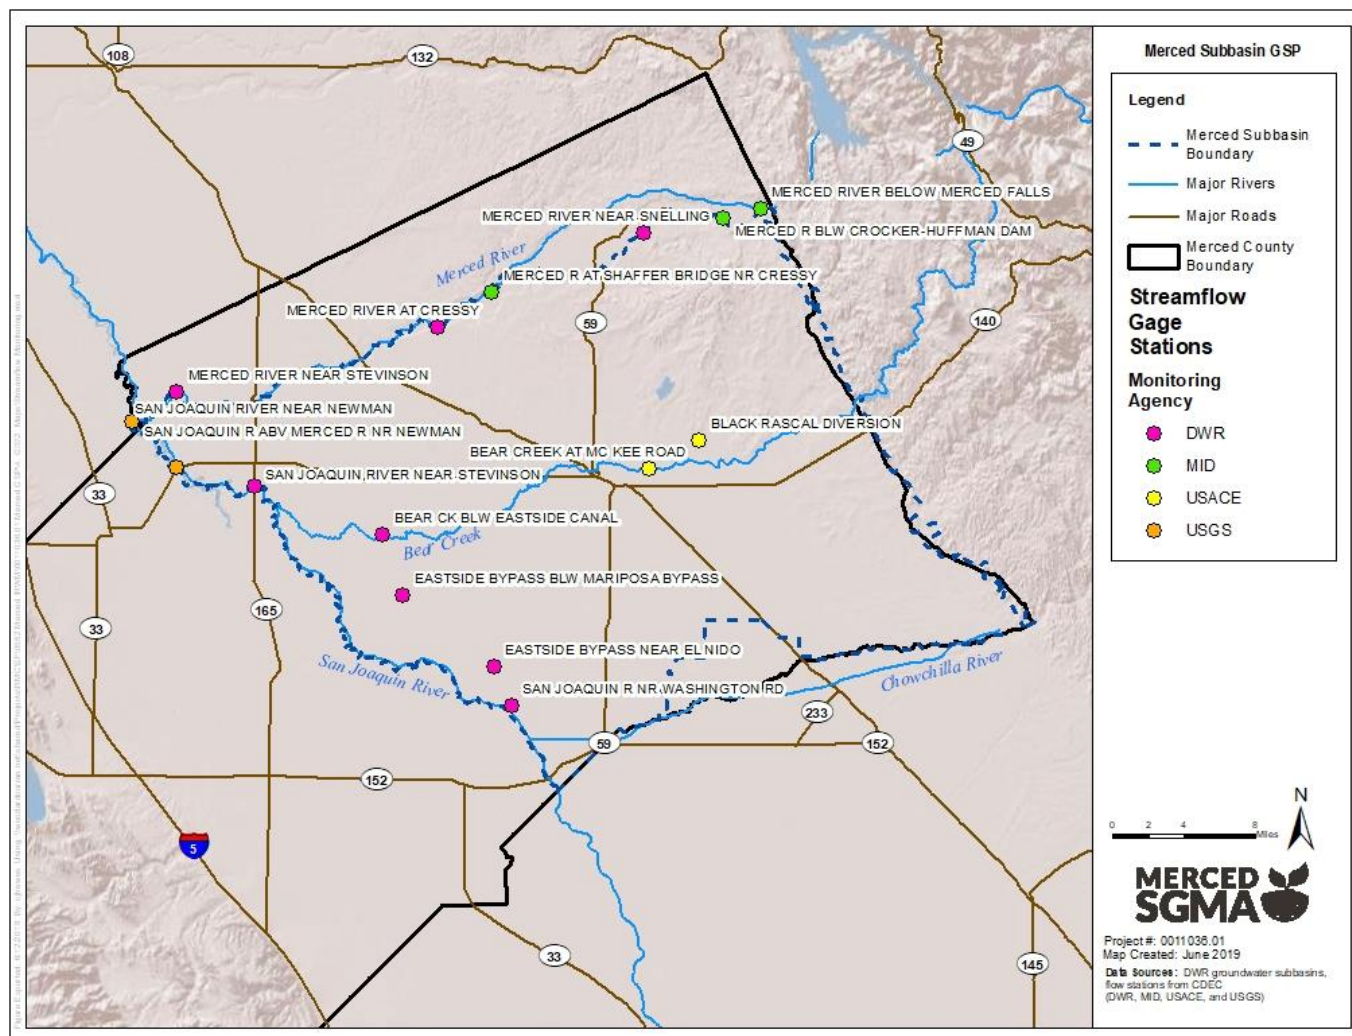 Merced Subbasin GSP
Legend
Merced Subbasin
Boundary
Major Rivers
Major Roads
Merced County
Boundary
Streamflow
Gage
Stations
Monitoring
Agency
DWR
MID
USACE
USGS
108
132
49
MERCED RIVER BELOW MERCED FALLS
MERCED RIVER NEAR SNELLING
MERCED R BLW CROCKER-HUFFMAN DAM
Merced River
MERCED R AT SHAFFER BRIDGE NR CRESSY
MERCED RIVER AT CRESSY
59
140
MERCED RIVER NEAR STEVINSON
SAN JOAQUIN RIVER NEAR NEWMAN
SAN JOAQUIN R ABV MERCED R NR NEWMAN
BLACK RASCAL DIVERSION
BEAR CREEK AT MC KEE ROAD
SAN JOAQUIN RIVER NEAR STEVINSON
33
BEAR CK BLW EASTSIDE CANAL
Bear Creek
EASTSIDE BYPASS BLW MARIPOSA BYPASS
165
33
EASTSIDE BYPASS NEAR EL NIDO
San Joaquin River
SAN JOAQUIN R NR WASHINGTON RD
Chowchilla River
233
59
152
152
5
33
145
N
0 2 4 8
Miles
MERCED
SGMA
Project #: 0011036.01
Map Created: June 2019
Data Sources: DWR groundwater subbasins,
flow stations from CDEC
(DWR, MID, USACE, and USGS)